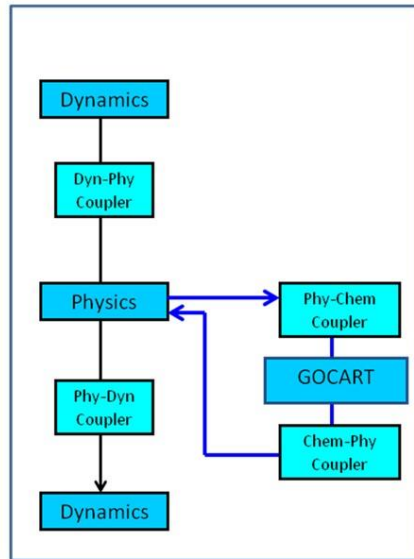 Dynamics
Dyn-Phy
Coupler
Physics
Phy-Chem
Coupler
GOCART
Phy-Dyn
Coupler
Chem-Phy
Coupler
Dynamics